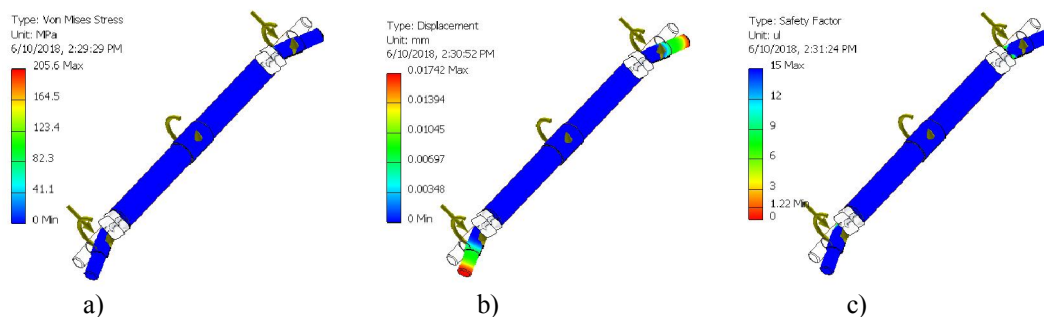 Type: Von Mises Stress
Unit: MPa
6/10/2018, 2:29:29 PM
205.6 Max
164.5
123.4
82.3
41.1
0 Min
a)
Type: Displacement
Unit: mm
6/10/2018, 2:30:52 PM
0.01742 Max
0.01394
0.01045
0.00697
0.00348
0 Min
b)
Type: Safety Factor
Unit: ul
6/10/2018, 2:31:24 PM
15 Max
12
9
6
3
1.22 Min
0
c)